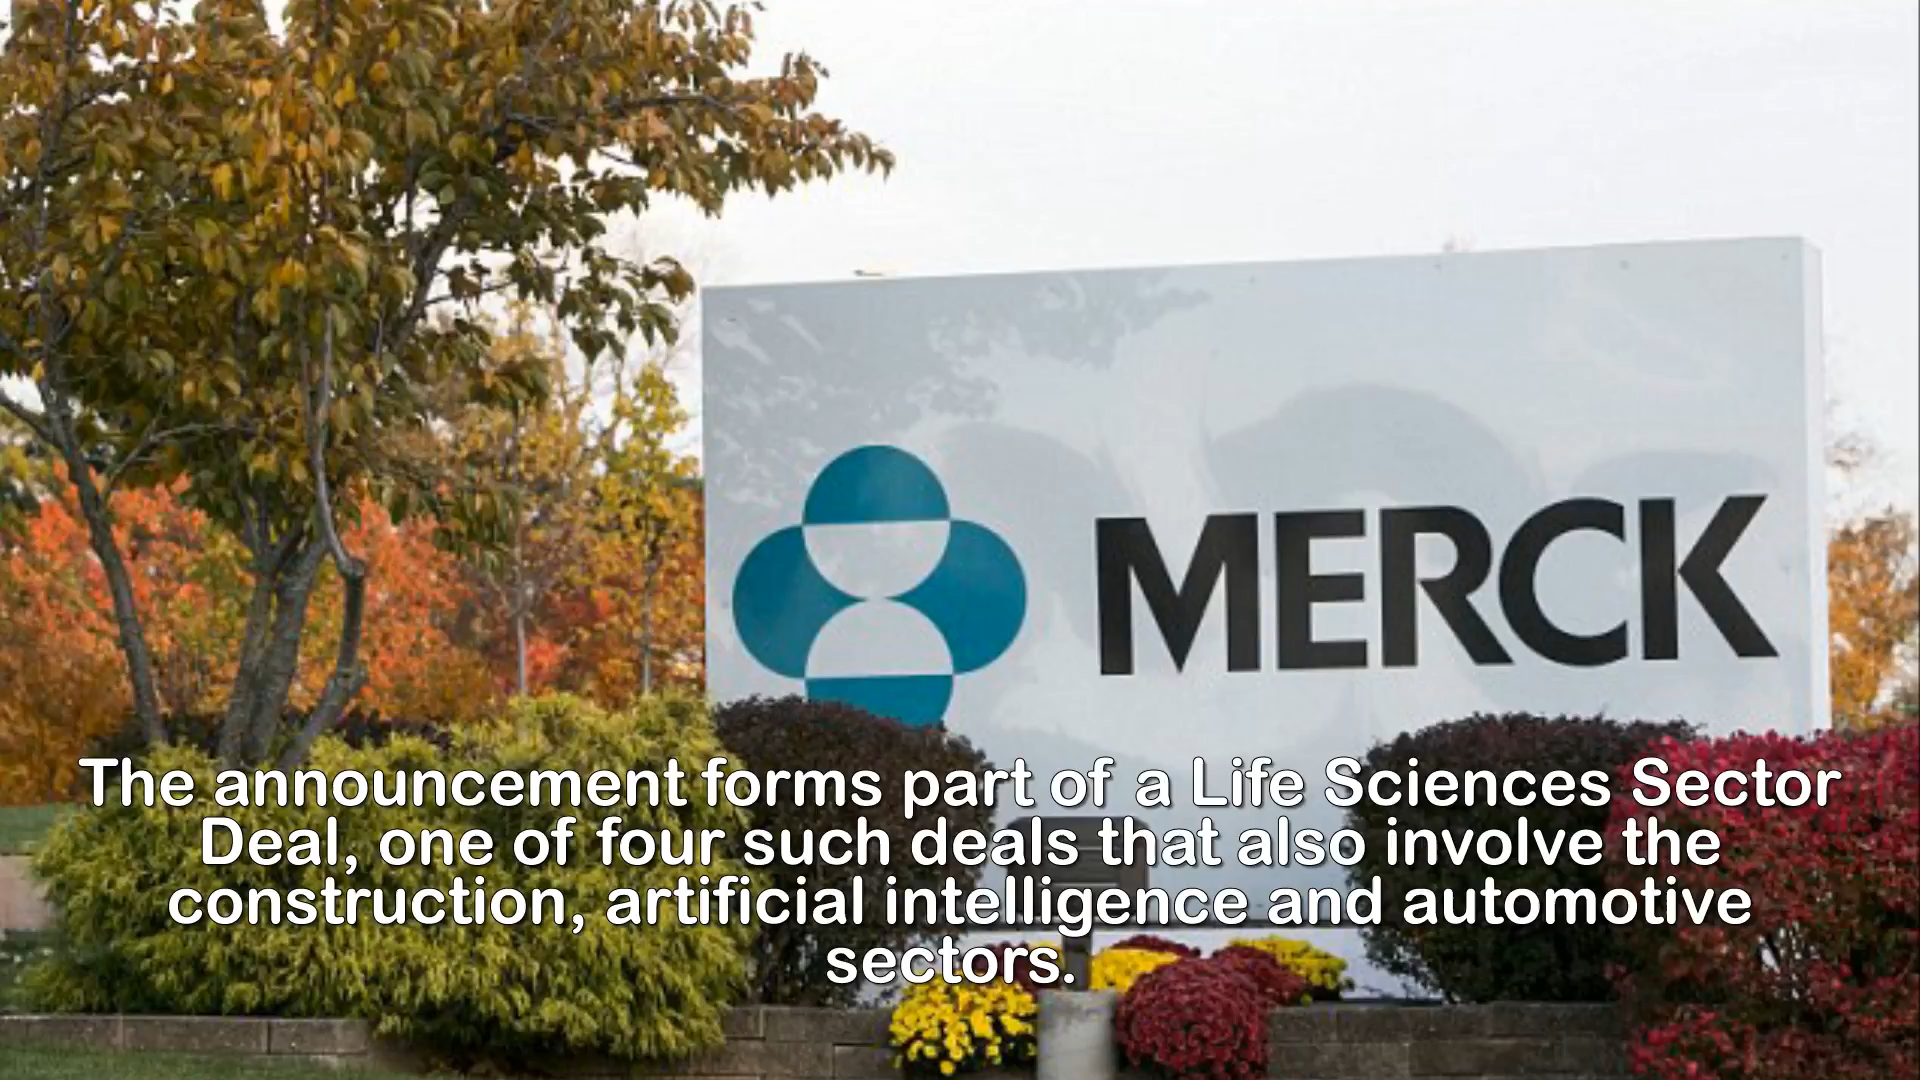 MERCK
The announcement forms part of a Life Sciences Sector
Deal, one of four such deals that also involve the
construction, artificial intelligence and automotive
sectors.